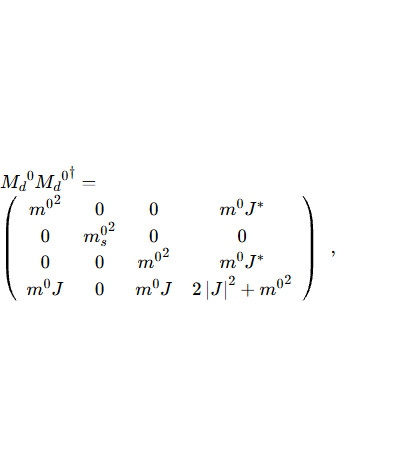 M_d^0 M_d^{0†} =
( m^{0^2} 0 0 m^0 J^*
0 m_s^{0^2} 0 0
0 0 m^{0^2} m^0 J^*
m^0 J 0 m^0 J 2 |J|^2 + m^{0^2} ) ,